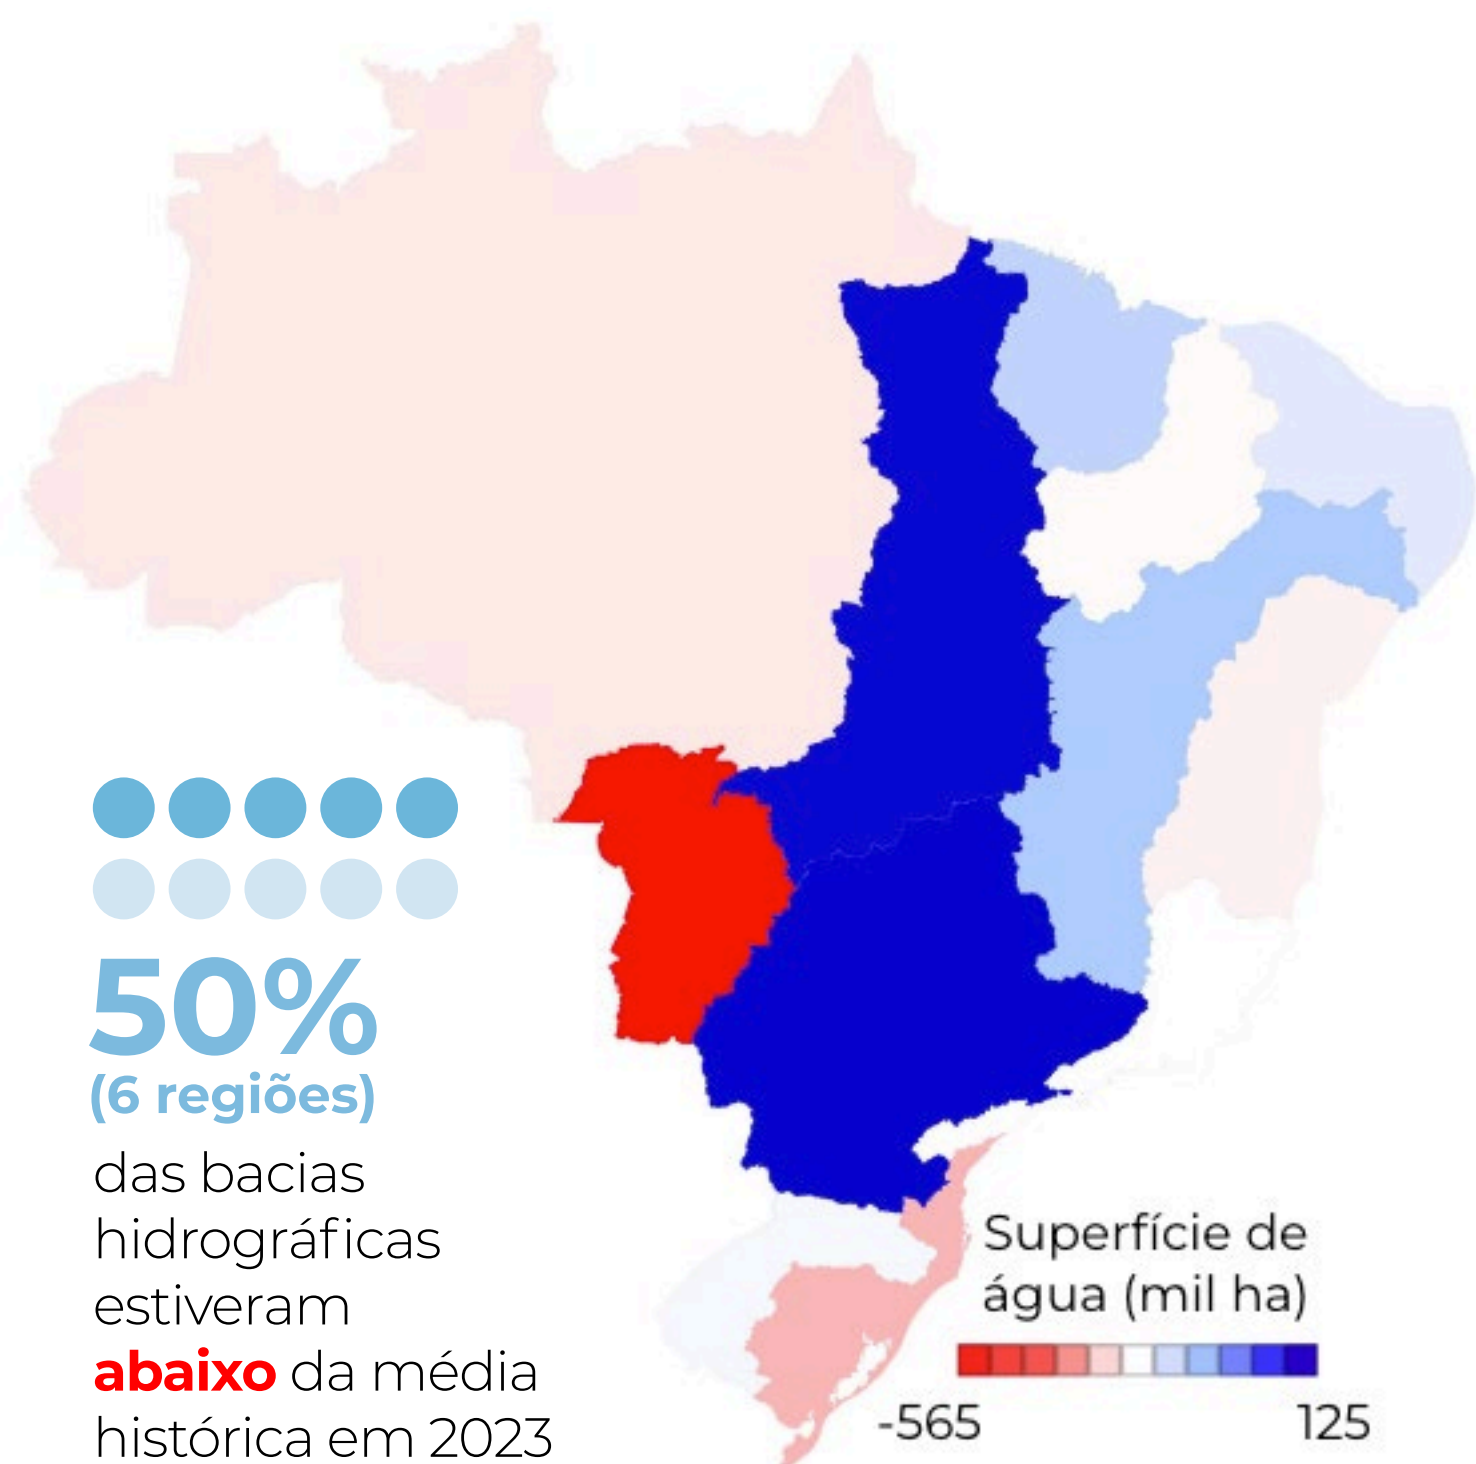 50%
(6 regiões)
das bacias
hidrográficas
estiveram
abaixo da média
histórica em 2023
Superfície de
água (mil ha)
-565
125